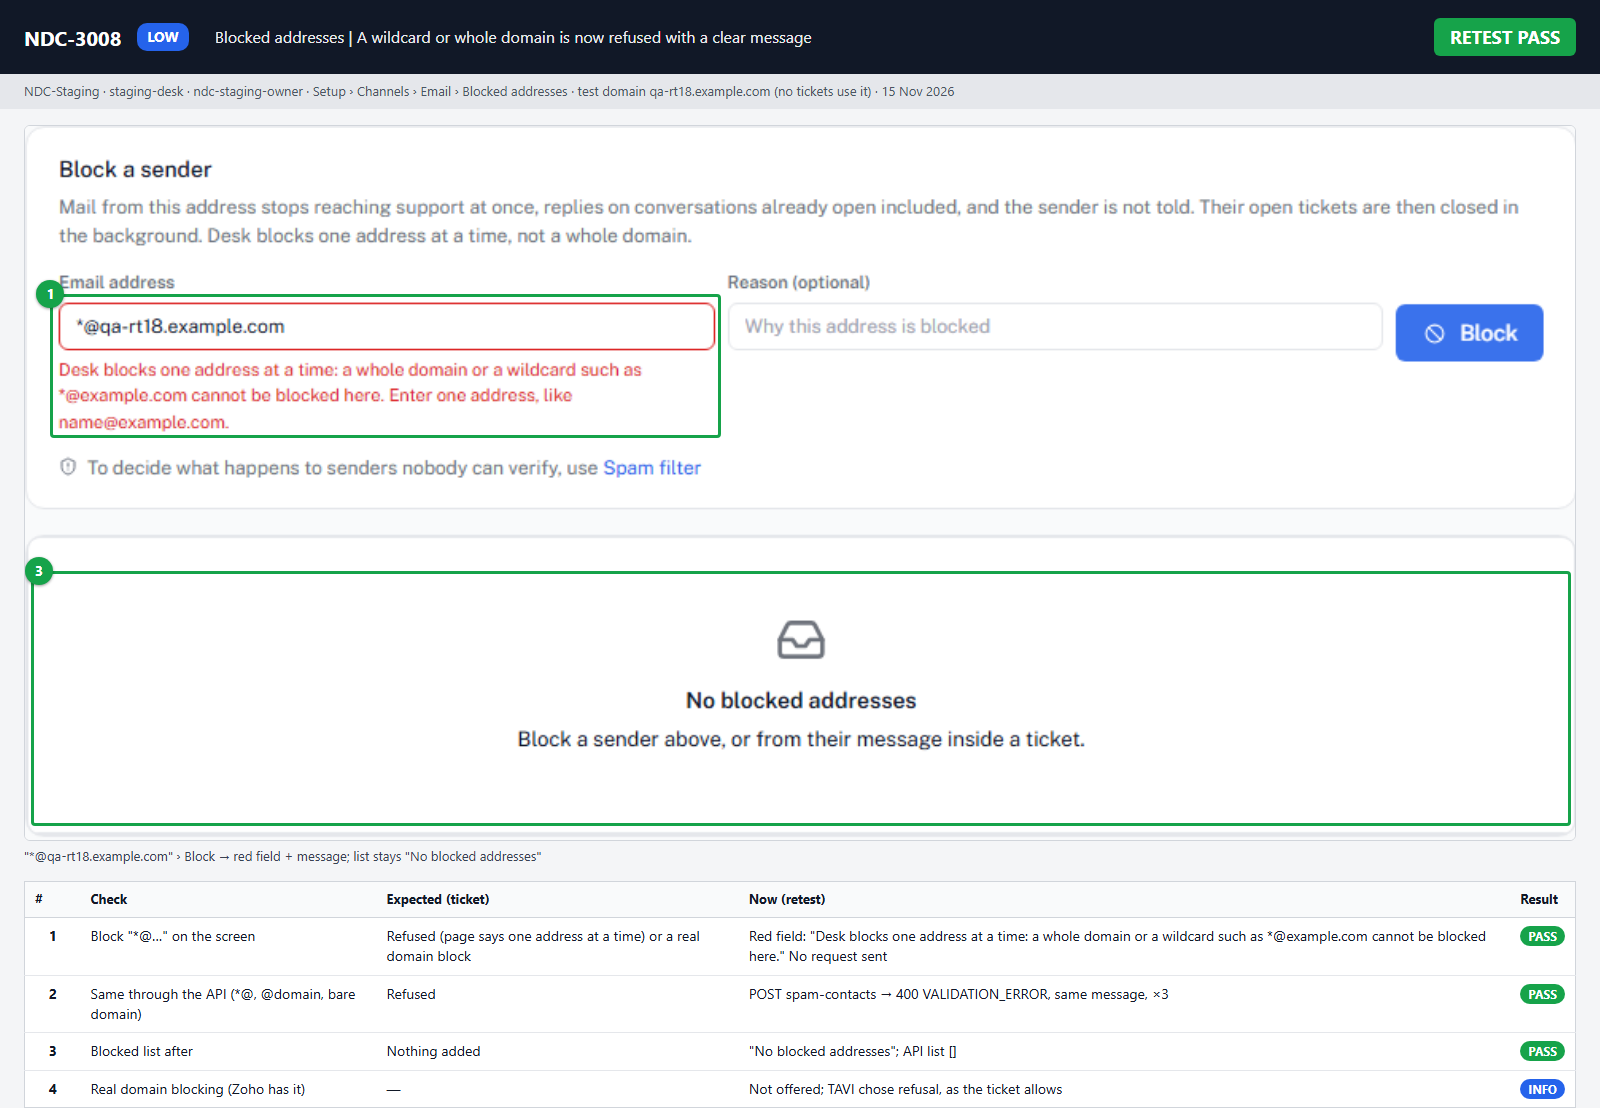 NDC-3008 LOW Blocked addresses | A wildcard or whole domain is now refused with a clear message RETEST PASS
NDC-Staging · staging-desk · ndc-staging-owner · Setup › Channels › Email › Blocked addresses · test domain qa-rt18.example.com (no tickets use it) · 15 Nov 2026
Block a sender
Mail from this address stops reaching support at once, replies on conversations already open included, and the sender is not told. Their open tickets are then closed in
the background. Desk blocks one address at a time, not a whole domain.
Email address Reason (optional)
1
*@qa-rt18.example.com Why this address is blocked Block
Desk blocks one address at a time: a whole domain or a wildcard such as
*@example.com cannot be blocked here. Enter one address, like
name@example.com.
To decide what happens to senders nobody can verify, use Spam filter
3
No blocked addresses
Block a sender above, or from their message inside a ticket.
"*@qa-rt18.example.com" › Block → red field + message; list stays "No blocked addresses"
# Check Expected (ticket) Now (retest) Result
1 Block "*@..." on the screen Refused (page says one address at a time) or a real Red field: "Desk blocks one address at a time: a whole domain or a wildcard such as *@example.com cannot be blocked PASS
domain block here." No request sent
2 Same through the API (*@, @domain, bare Refused POST spam-contacts → 400 VALIDATION_ERROR, same message, ×3 PASS
domain)
3 Blocked list after Nothing added "No blocked addresses"; API list [] PASS
4 Real domain blocking (Zoho has it) — Not offered; TAVI chose refusal, as the ticket allows INFO